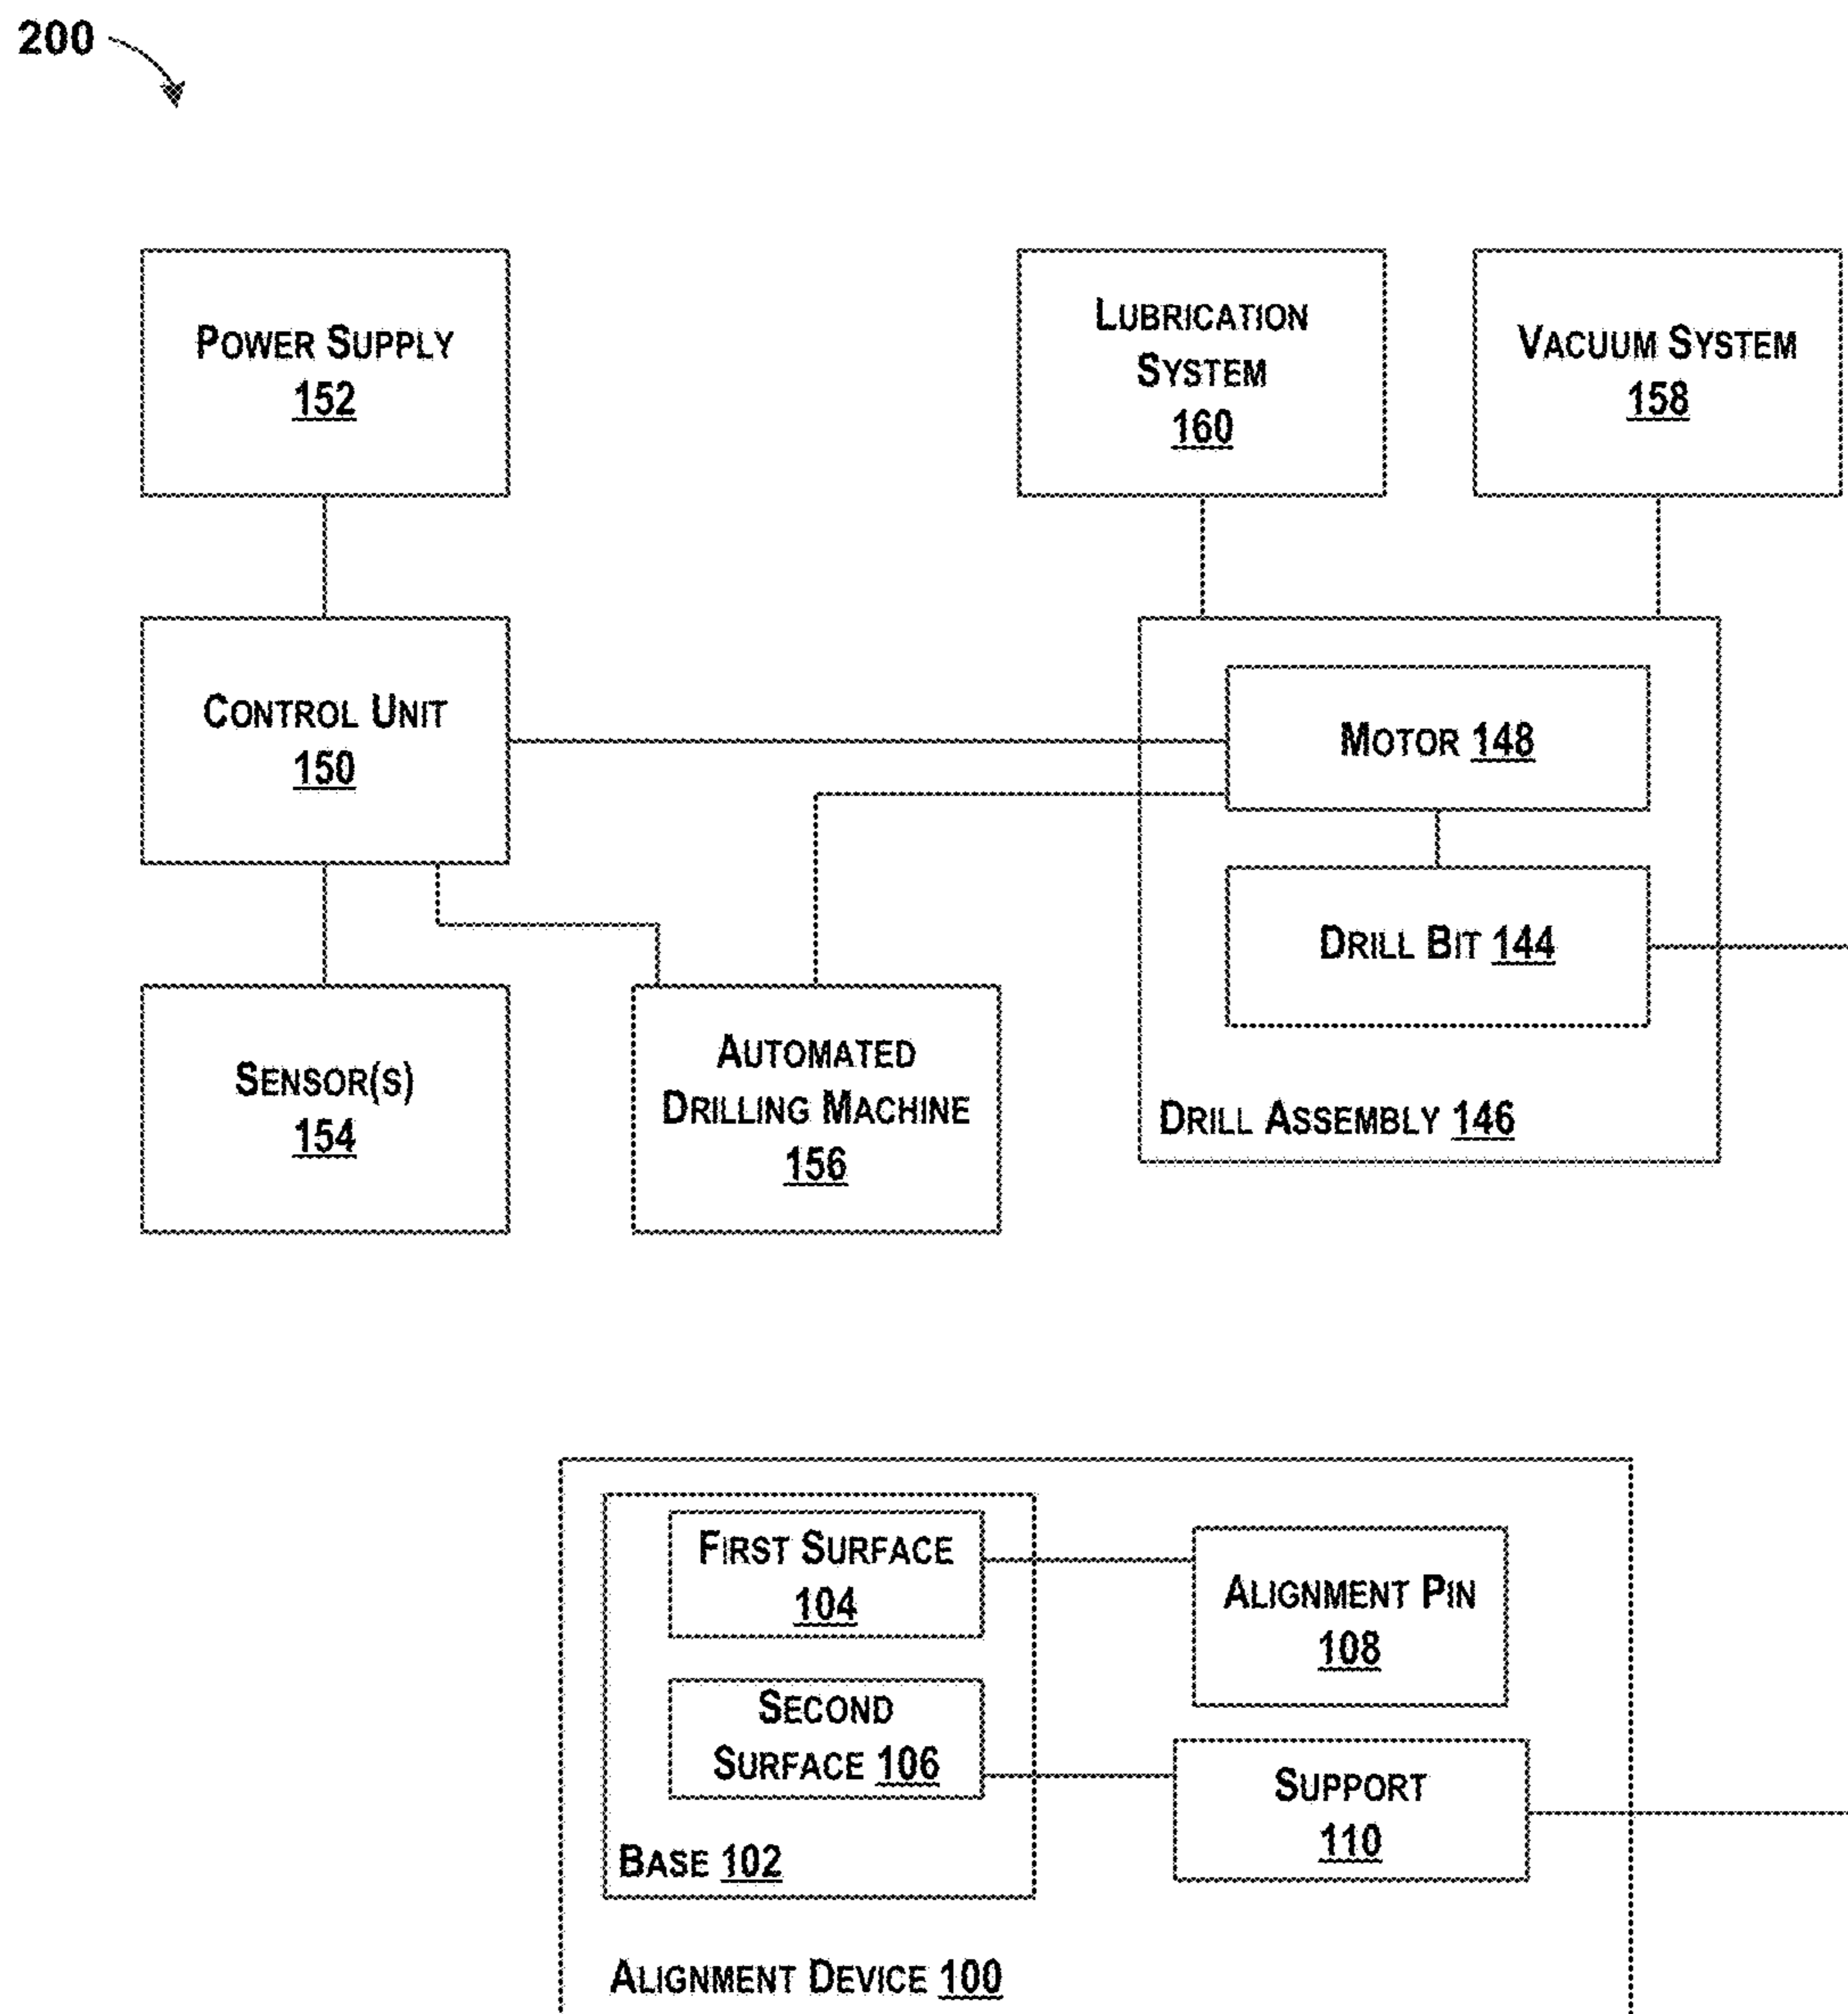 200
POWER SUPPLY
152
LUBRICATION
SYSTEM
160
VACUUM SYSTEM
158
CONTROL UNIT
150
MOTOR 148
DRILL BIT 144
SENSOR(S)
154
AUTOMATED
DRILLING MACHINE
156
DRILL ASSEMBLY 146
FIRST SURFACE
104
ALIGNMENT PIN
108
SECOND
SURFACE 106
SUPPORT
110
BASE 102
ALIGNMENT DEVICE 100